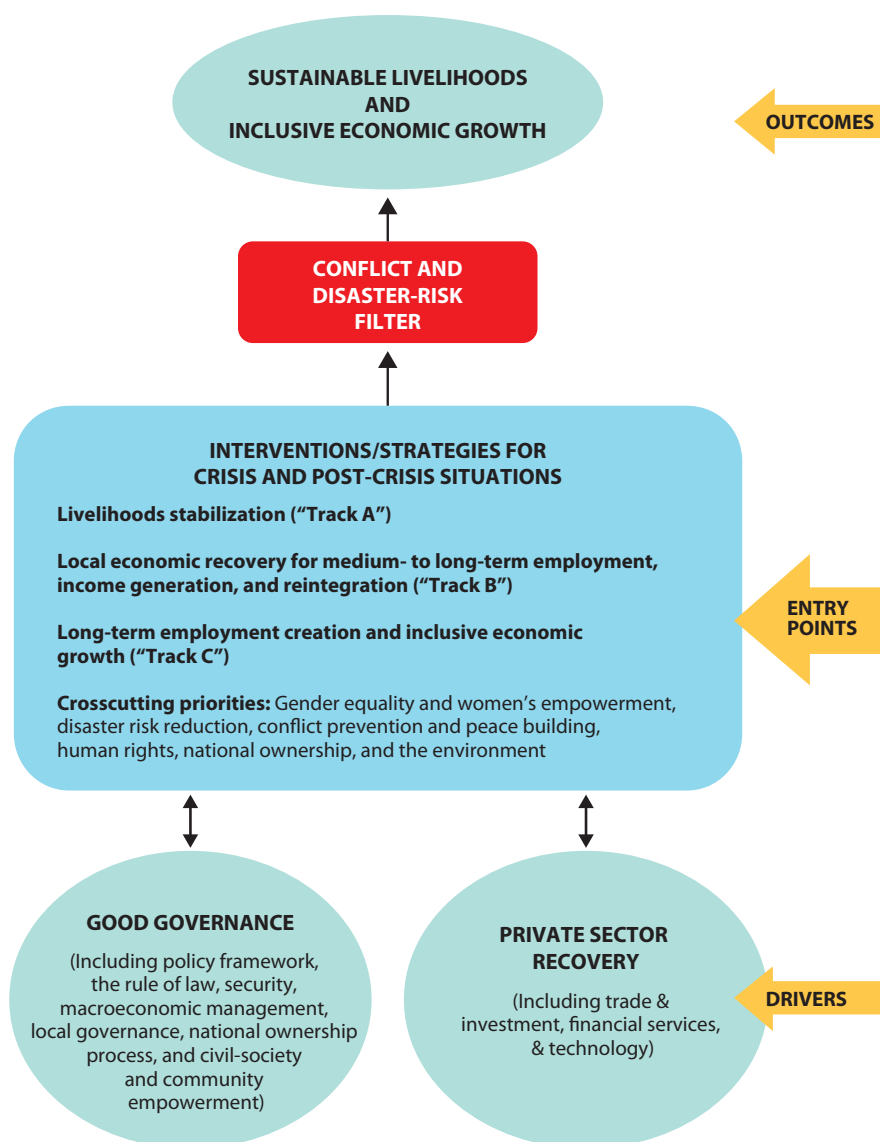 SUSTAINABLE LIVELIHOODS
AND
INCLUSIVE ECONOMIC GROWTH
OUTCOMES
CONFLICT AND
DISASTER-RISK
FILTER
INTERVENTIONS/STRATEGIES FOR
CRISIS AND POST-CRISIS SITUATIONS
Livelihoods stabilization (“Track A”)
Local economic recovery for medium- to long-term employment,
income generation, and reintegration (“Track B”)
Long-term employment creation and inclusive economic
growth (“Track C”)
Crosscutting priorities: Gender equality and women’s empowerment,
disaster risk reduction, conflict prevention and peace building,
human rights, national ownership, and the environment
ENTRY
POINTS
GOOD GOVERNANCE
(Including policy framework,
the rule of law, security,
macroeconomic management,
local governance, national ownership
process, and civil-society
and community
empowerment)
PRIVATE SECTOR
RECOVERY
(Including trade &
investment, financial services,
& technology)
DRIVERS